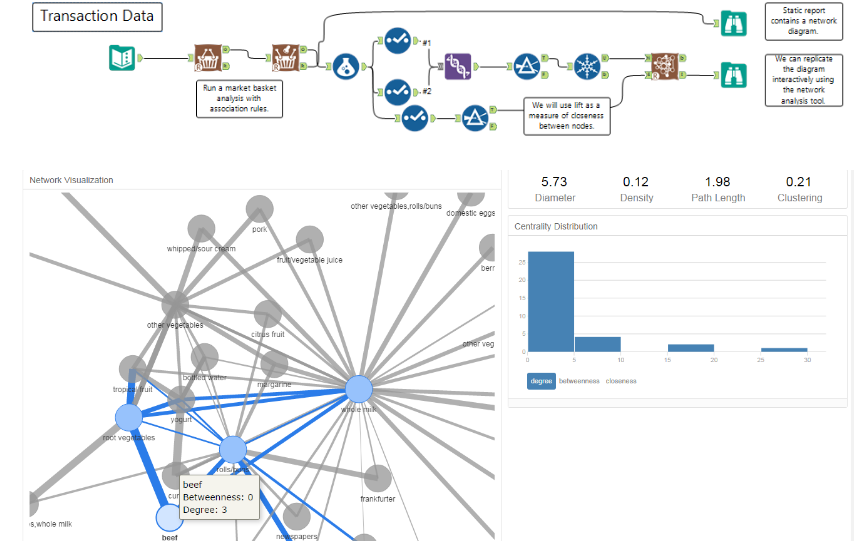 Transaction Data
Static report
contains a network
diagram.
#1
#2
Run a market basket
analysis with
association rules.
We will use lift as a
measure of closeness
between nodes.
We can replicate
the diagram
interactively using
the network
analysis tool.
Network Visualization
other vegetables,rolls/buns
domestic eggs
pork
whipped/sour cream
fruit/vegetable juice
berr
other vegetables
citrus fruit
other veg
bottled water
margarine
tropical fruit
whole milk
yogurt
root vegetables
rolls/buns
cur
beef
Betweenness: 0
Degree: 3
frankfurter
s,whole milk
newspapers
beef
5.73
Diameter
0.12
Density
1.98
Path Length
0.21
Clustering
Centrality Distribution
25
20
15
10
5
0
0 5 10 15 20 25 30
degree betweenness closeness